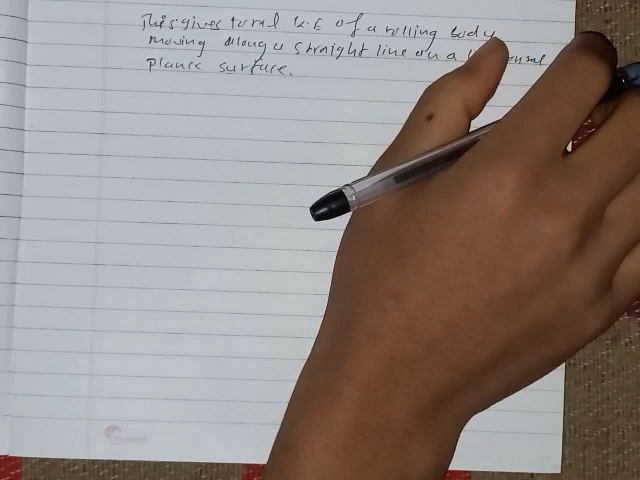 This gives total K.E of a rolling body
moving along a straight line on a
plane surface.